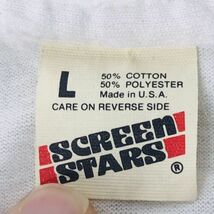 L
50% COTTON
50% POLYESTER
Made in U.S.A.
CARE ON REVERSE SIDE
SCREEN
STARS
®